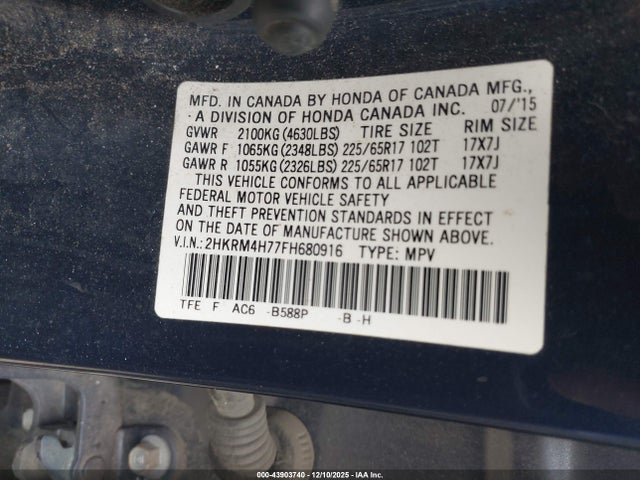 MFD. IN CANADA BY HONDA OF CANADA MFG.,
A DIVISION OF HONDA CANADA INC. 07/'15
GVWR 2100KG(4630LBS) TIRE SIZE RIM SIZE
GAWR F 1065KG(2348LBS) 225/65R17 102T 17X7J
GAWR R 1055KG(2326LBS) 225/65R17 102T 17X7J
THIS VEHICLE CONFORMS TO ALL APPLICABLE
FEDERAL MOTOR VEHICLE SAFETY
AND THEFT PREVENTION STANDARDS IN EFFECT
ON THE DATE OF MANUFACTURE SHOWN ABOVE.
V.I.N.: 2HKRM4H77FH680916 TYPE: MPV
TFE F AC6 -B588P -B -H
000-43903740 - 12/10/2025 - IAA Inc.